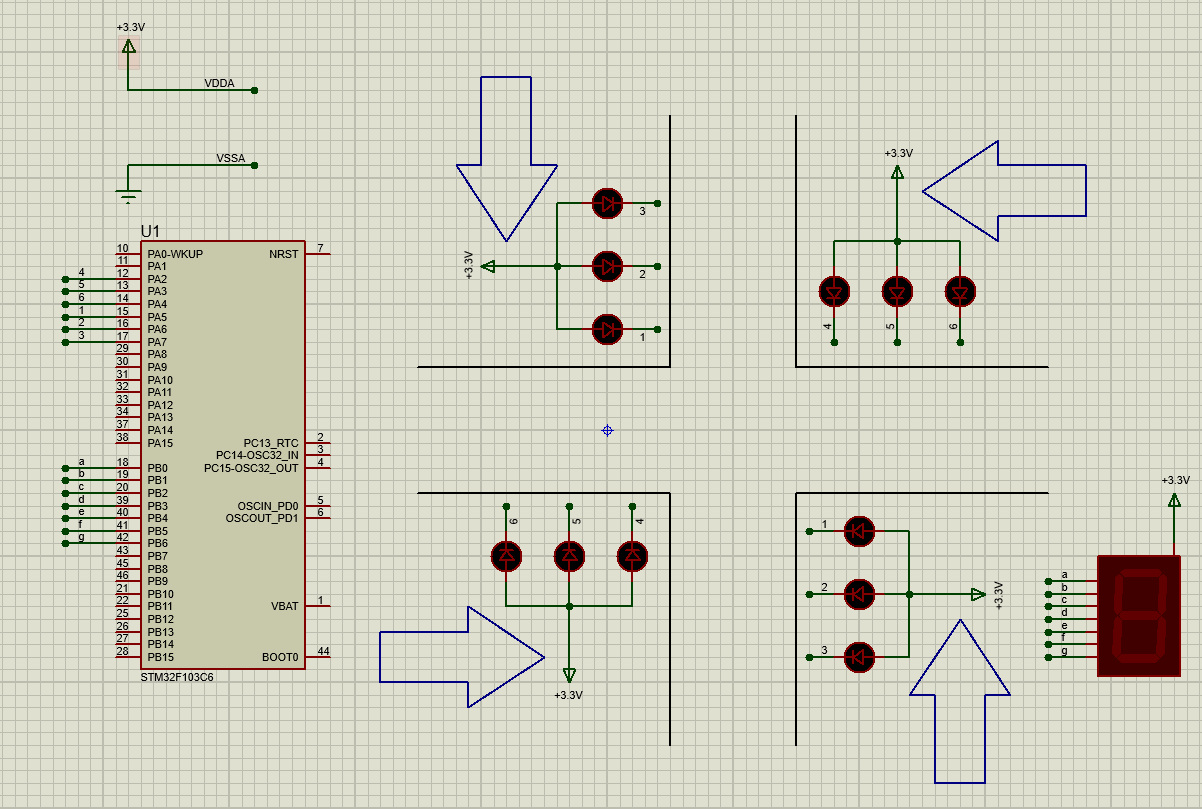 +3.3V
VDDA
VSSA
U1
10 PA0-WKUP NRST 7
11 PA1
4 12 PA2
5 13 PA3
6 14 PA4
1 15 PA5
2 16 PA6
3 17 PA7
29 PA8
30 PA9
31 PA10
32 PA11
33 PA12
34 PA13
37 PA14
38 PA15
PC13_RTC 2
PC14-OSC32_IN 3
PC15-OSC32_OUT 4
a 18 PB0
b 19 PB1
c 20 PB2
d 39 PB3
e 40 PB4
f 41 PB5
g 42 PB6
43 PB7
45 PB8
46 PB9
21 PB10
22 PB11
25 PB12
26 PB13
27 PB14
28 PB15
OSCIN_PD0 5
OSCOUT_PD1 6
VBAT 1
BOOT0 44
STM32F103C6
+3.3V
3
2
1
+3.3V
4 5 6
6 5 4
+3.3V
1
2
3
+3.3V
+3.3V
a
b
c
d
e
f
g